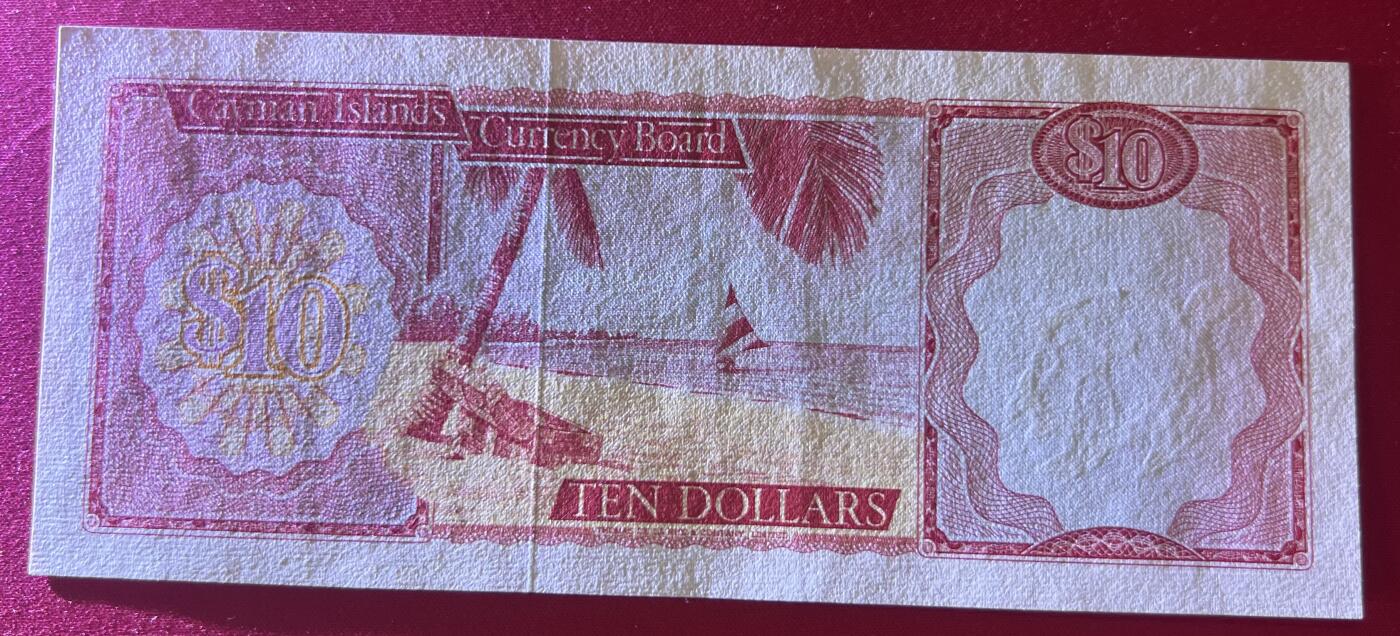 Cayman Islands
Currency Board
$10
$10
TEN DOLLARS